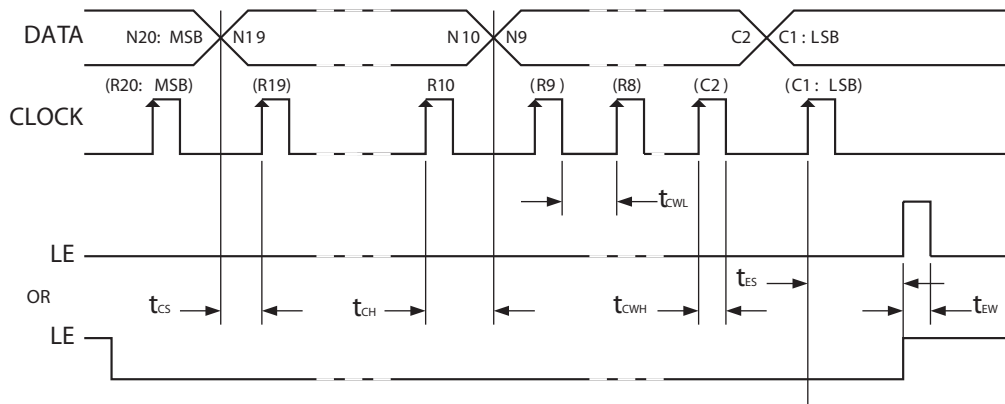 DATA N20: MSB N19 N10 N9 C2 C1: LSB
(R20: MSB) (R19) R10 (R9) (R8) (C2) (C1: LSB)
CLOCK
tCWL
LE
OR
tCS tCH tCWH tES tEW
LE